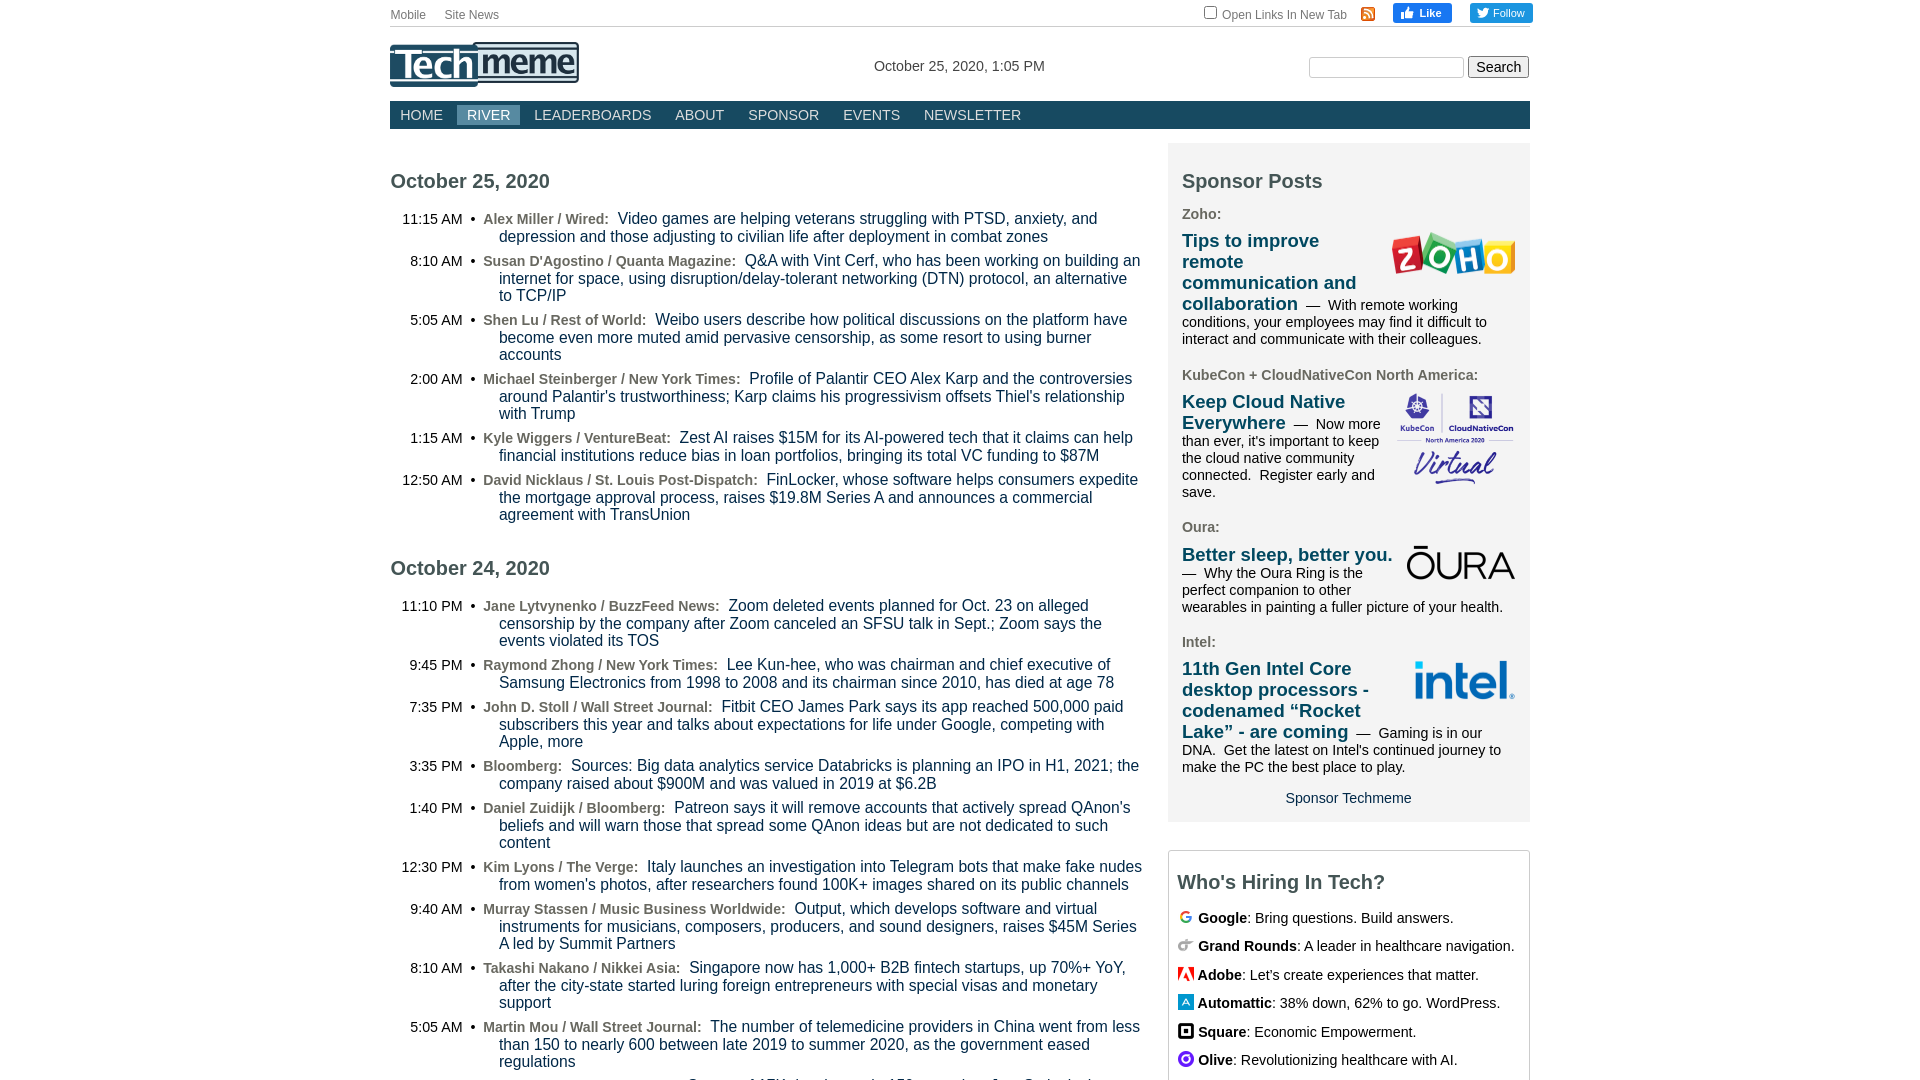 Mobile Site News
Open Links In New Tab
Like
Follow
Techmeme
October 25, 2020, 1:05 PM
Search
HOME RIVER LEADERBOARDS ABOUT SPONSOR EVENTS NEWSLETTER
October 25, 2020
11:15 AM • Alex Miller / Wired: Video games are helping veterans struggling with PTSD, anxiety, and
depression and those adjusting to civilian life after deployment in combat zones
8:10 AM • Susan D'Agostino / Quanta Magazine: Q&A with Vint Cerf, who has been working on building an
internet for space, using disruption/delay-tolerant networking (DTN) protocol, an alternative
to TCP/IP
5:05 AM • Shen Lu / Rest of World: Weibo users describe how political discussions on the platform have
become even more muted amid pervasive censorship, as some resort to using burner
accounts
2:00 AM • Michael Steinberger / New York Times: Profile of Palantir CEO Alex Karp and the controversies
around Palantir's trustworthiness; Karp claims his progressivism offsets Thiel's relationship
with Trump
1:15 AM • Kyle Wiggers / VentureBeat: Zest AI raises $15M for its AI-powered tech that it claims can help
financial institutions reduce bias in loan portfolios, bringing its total VC funding to $87M
12:50 AM • David Nicklaus / St. Louis Post-Dispatch: FinLocker, whose software helps consumers expedite
the mortgage approval process, raises $19.8M Series A and announces a commercial
agreement with TransUnion
October 24, 2020
11:10 PM • Jane Lytvynenko / BuzzFeed News: Zoom deleted events planned for Oct. 23 on alleged
censorship by the company after Zoom canceled an SFSU talk in Sept.; Zoom says the
events violated its TOS
9:45 PM • Raymond Zhong / New York Times: Lee Kun-hee, who was chairman and chief executive of
Samsung Electronics from 1998 to 2008 and its chairman since 2010, has died at age 78
7:35 PM • John D. Stoll / Wall Street Journal: Fitbit CEO James Park says its app reached 500,000 paid
subscribers this year and talks about expectations for life under Google, competing with
Apple, more
3:35 PM • Bloomberg: Sources: Big data analytics service Databricks is planning an IPO in H1, 2021; the
company raised about $900M and was valued in 2019 at $6.2B
1:40 PM • Daniel Zuidijk / Bloomberg: Patreon says it will remove accounts that actively spread QAnon's
beliefs and will warn those that spread some QAnon ideas but are not dedicated to such
content
12:30 PM • Kim Lyons / The Verge: Italy launches an investigation into Telegram bots that make fake nudes
from women's photos, after researchers found 100K+ images shared on its public channels
9:40 AM • Murray Stassen / Music Business Worldwide: Output, which develops software and virtual
instruments for musicians, composers, producers, and sound designers, raises $45M Series
A led by Summit Partners
8:10 AM • Takashi Nakano / Nikkei Asia: Singapore now has 1,000+ B2B fintech startups, up 70%+ YoY,
after the city-state started luring foreign entrepreneurs with special visas and monetary
support
5:05 AM • Martin Mou / Wall Street Journal: The number of telemedicine providers in China went from less
than 150 to nearly 600 between late 2019 to summer 2020, as the government eased
regulations
Sponsor Posts
Zoho:
ZOHO
Tips to improve
remote
communication and
collaboration — With remote working
conditions, your employees may find it difficult to
interact and communicate with their colleagues.
KubeCon + CloudNativeCon North America:
KubeCon CloudNativeCon
North America 2020
Virtual
Keep Cloud Native
Everywhere — Now more
than ever, it's important to keep
the cloud native community
connected. Register early and
save.
Oura:
ŌURA
Better sleep, better you.
— Why the Oura Ring is the
perfect companion to other
wearables in painting a fuller picture of your health.
Intel:
intel®
11th Gen Intel Core
desktop processors -
codenamed “Rocket
Lake” - are coming — Gaming is in our
DNA. Get the latest on Intel's continued journey to
make the PC the best place to play.
Sponsor Techmeme
Who's Hiring In Tech?
Google: Bring questions. Build answers.
Grand Rounds: A leader in healthcare navigation.
Adobe: Let’s create experiences that matter.
Automattic: 38% down, 62% to go. WordPress.
Square: Economic Empowerment.
Olive: Revolutionizing healthcare with AI.